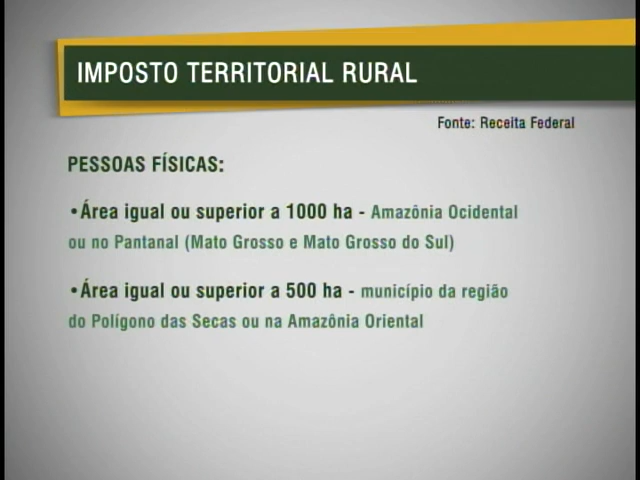 IMPOSTO TERRITORIAL RURAL
Fonte: Receita Federal
PESSOAS FÍSICAS:
•Área igual ou superior a 1000 ha - Amazônia Ocidental
ou no Pantanal (Mato Grosso e Mato Grosso do Sul)
•Área igual ou superior a 500 ha - município da região
do Polígono das Secas ou na Amazônia Oriental